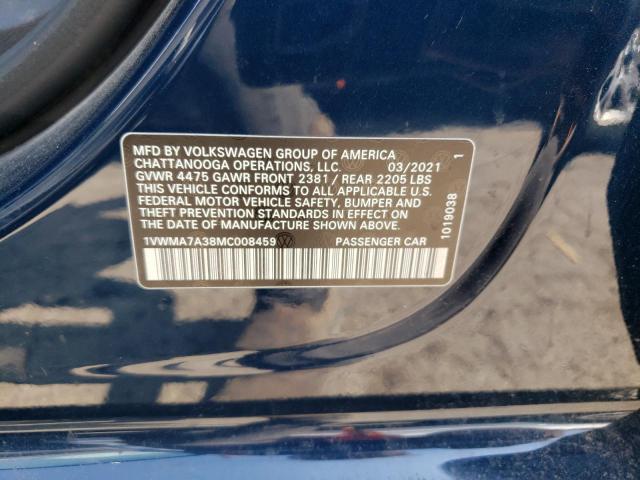 MFD BY VOLKSWAGEN GROUP OF AMERICA
CHATTANOOGA OPERATIONS, LLC. 03/2021
GVWR 4475 GAWR FRONT 2381 / REAR 2205 LBS
THIS VEHICLE CONFORMS TO ALL APPLICABLE U.S.
FEDERAL MOTOR VEHICLE SAFETY, BUMPER AND
THEFT PREVENTION STANDARDS IN EFFECT ON
THE DATE OF MANUFACTURE SHOWN ABOVE.
1VWMA7A38MC008459 PASSENGER CAR
1019038 1